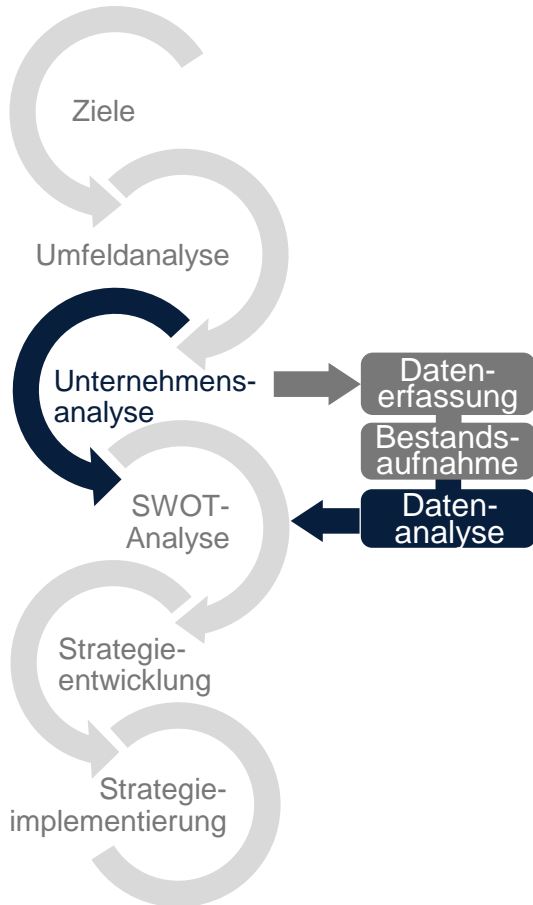 Ziele
Umfeldanalyse
Unternehmens-
analyse
Daten-
erfassung
Bestands-
aufnahme
Daten-
analyse
SWOT-
Analyse
Strategie-
entwicklung
Strategie-
implementierung